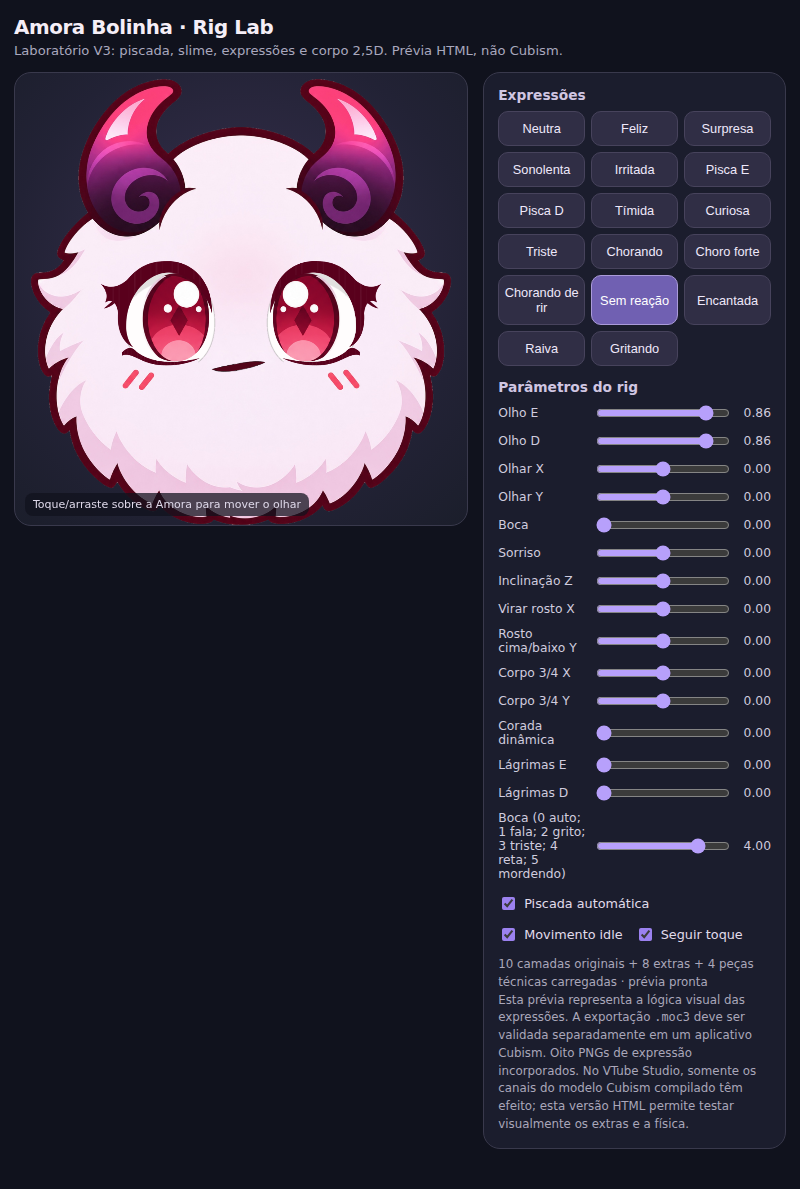 Amora Bolinha · Rig Lab
Laboratório V3: piscada, slime, expressões e corpo 2,5D. Prévia HTML, não Cubism.
Toque/arraste sobre a Amora para mover o olhar
Expressões
Neutra
Feliz
Surpresa
Sonolenta
Irritada
Pisca E
Pisca D
Tímida
Curiosa
Triste
Chorando
Choro forte
Chorando de
rir
Sem reação
Encantada
Raiva
Gritando
Parâmetros do rig
Olho E 0.86
Olho D 0.86
Olhar X 0.00
Olhar Y 0.00
Boca 0.00
Sorriso 0.00
Inclinação Z 0.00
Virar rosto X 0.00
Rosto
cima/baixo Y 0.00
Corpo 3/4 X 0.00
Corpo 3/4 Y 0.00
Corada
dinâmica 0.00
Lágrimas E 0.00
Lágrimas D 0.00
Boca (0 auto;
1 fala; 2 grito;
3 triste; 4 4.00
reta; 5
mordendo)
Piscada automática
Movimento idle Seguir toque
10 camadas originais + 8 extras + 4 peças
técnicas carregadas · prévia pronta
Esta prévia representa a lógica visual das
expressões. A exportação .moc3 deve ser
validada separadamente em um aplicativo
Cubism. Oito PNGs de expressão
incorporados. No VTube Studio, somente os
canais do modelo Cubism compilado têm
efeito; esta versão HTML permite testar
visualmente os extras e a física.